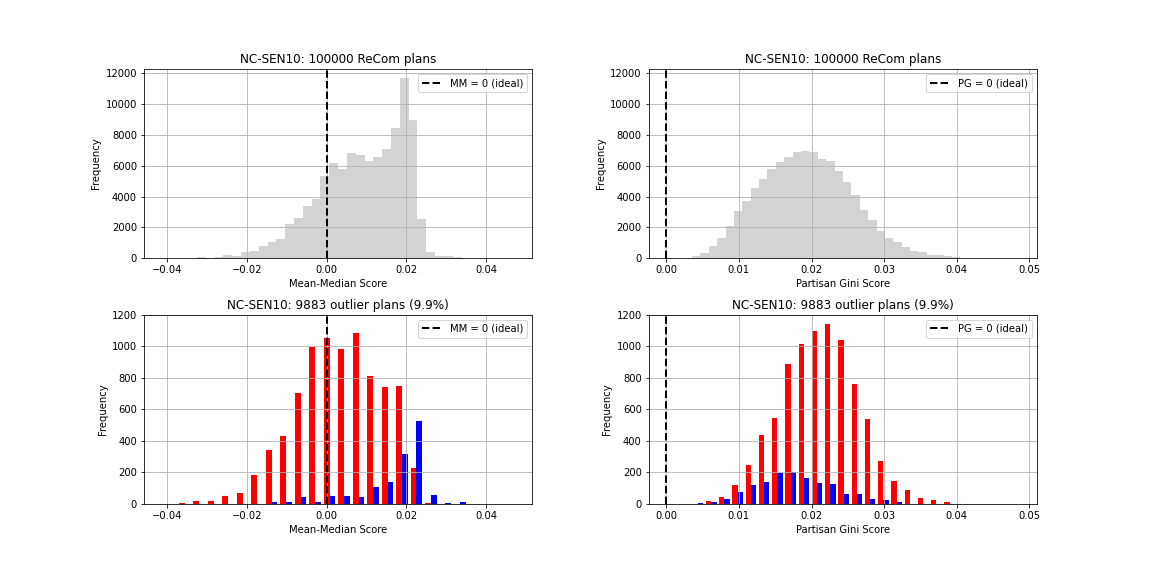 NC-SEN10: 100000 ReCom plans
12000
10000
8000
6000
4000
2000
0
Frequency
MM = 0 (ideal)
−0.04 −0.02 0.00 0.02 0.04
Mean-Median Score
NC-SEN10: 100000 ReCom plans
12000
10000
8000
6000
4000
2000
0
Frequency
PG = 0 (ideal)
0.00 0.01 0.02 0.03 0.04 0.05
Partisan Gini Score
NC-SEN10: 9883 outlier plans (9.9%)
1200
1000
800
600
400
200
0
Frequency
MM = 0 (ideal)
−0.04 −0.02 0.00 0.02 0.04
Mean-Median Score
NC-SEN10: 9883 outlier plans (9.9%)
1200
1000
800
600
400
200
0
Frequency
PG = 0 (ideal)
0.00 0.01 0.02 0.03 0.04 0.05
Partisan Gini Score